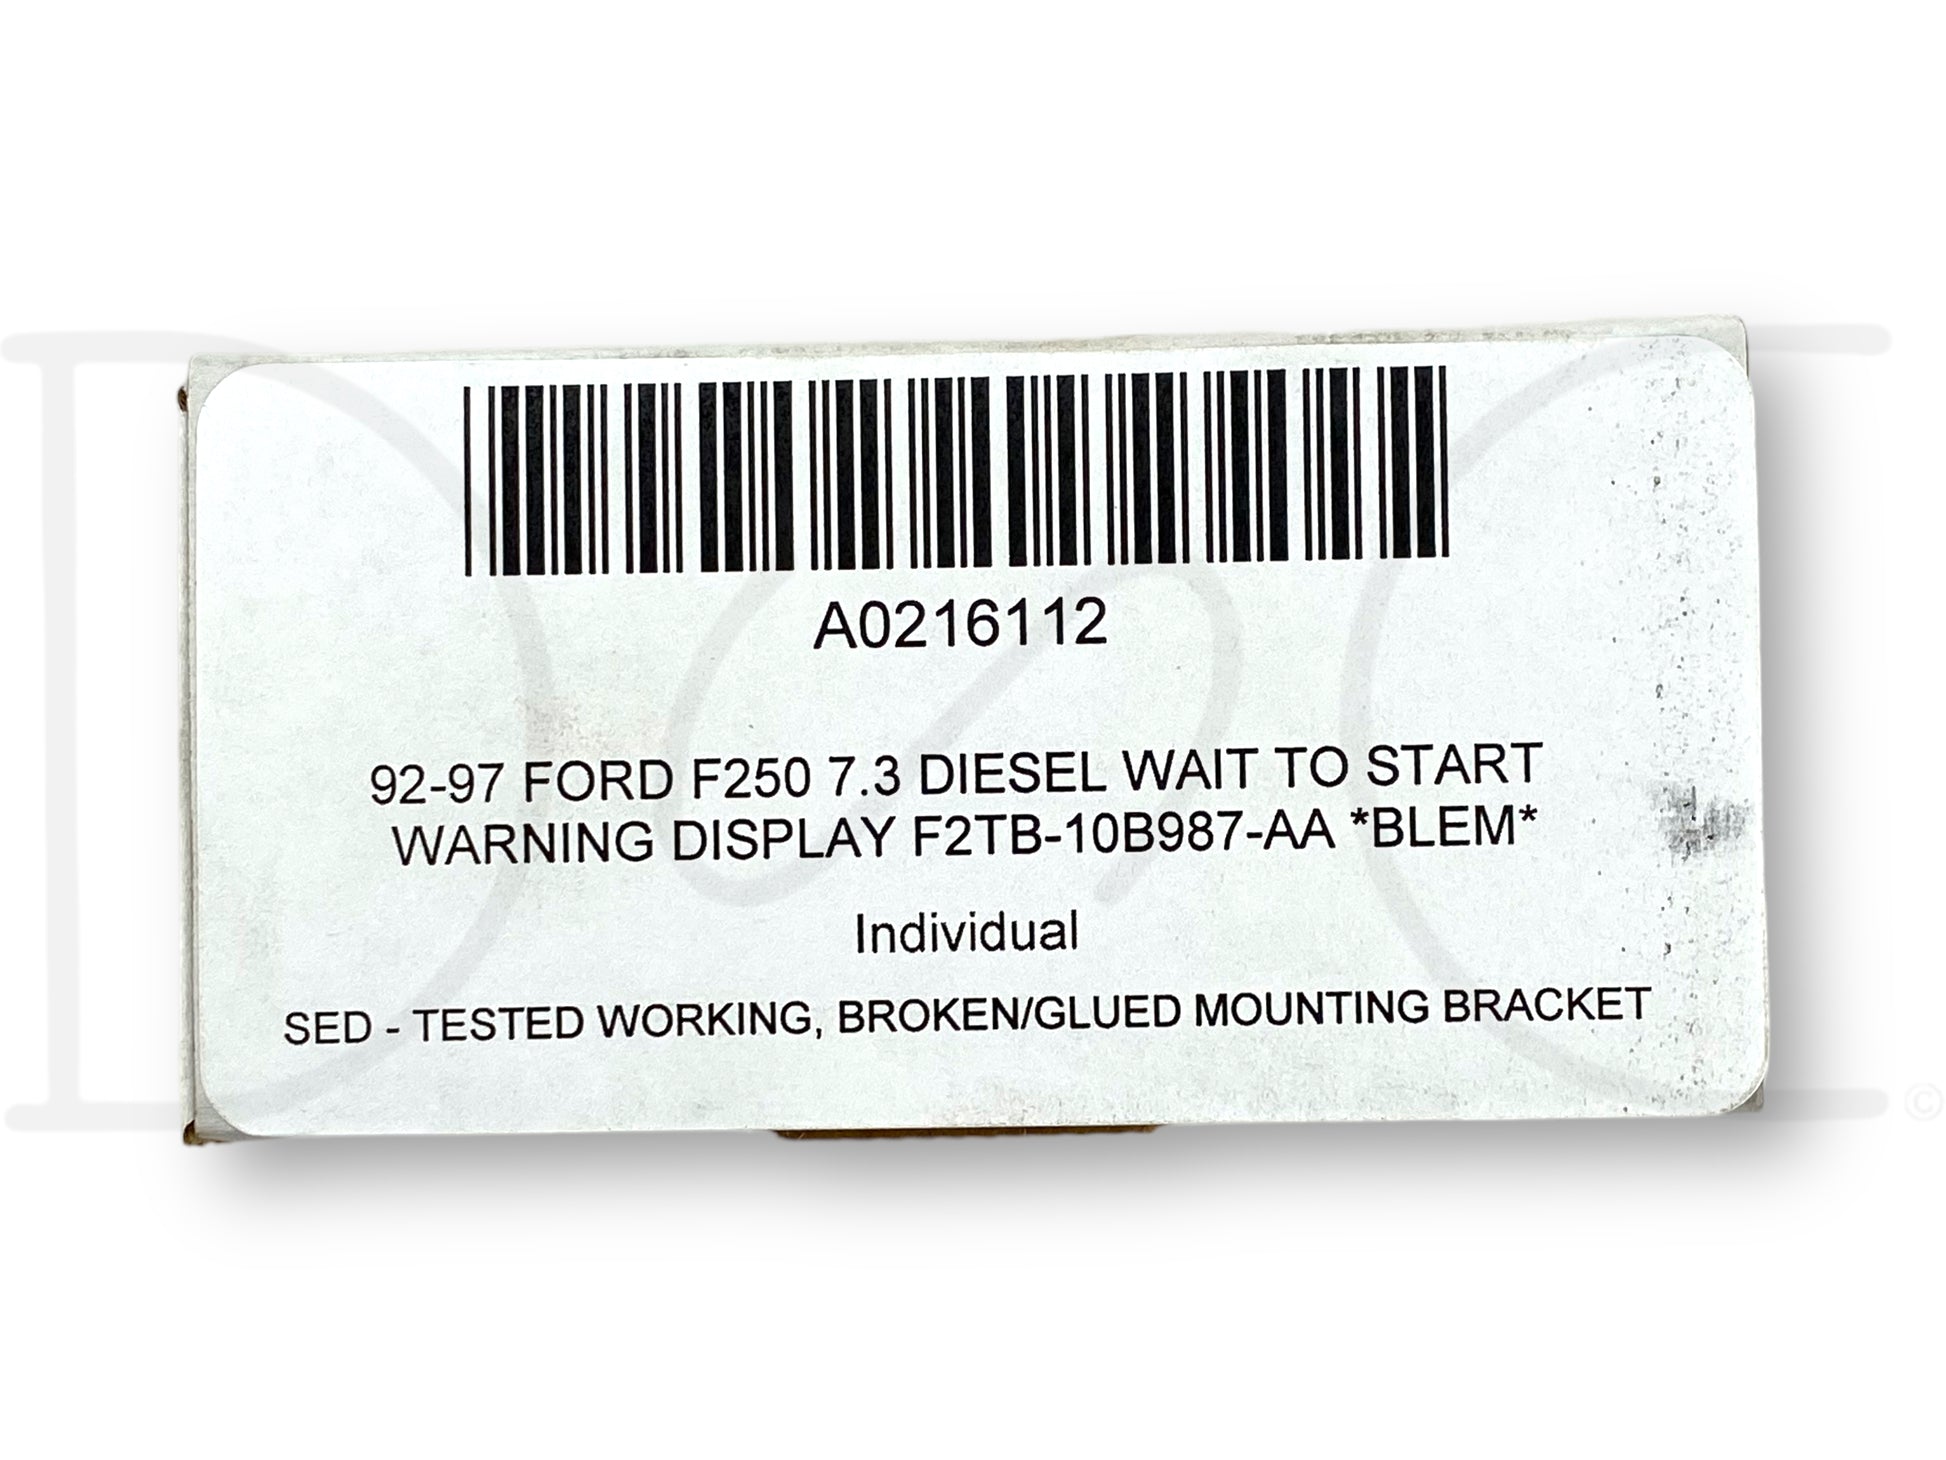 A0216112
92-97 FORD F250 7.3 DIESEL WAIT TO START
WARNING DISPLAY F2TB-10B987-AA *BLEM*
Individual
SED - TESTED WORKING, BROKEN/GLUED MOUNTING BRACKET